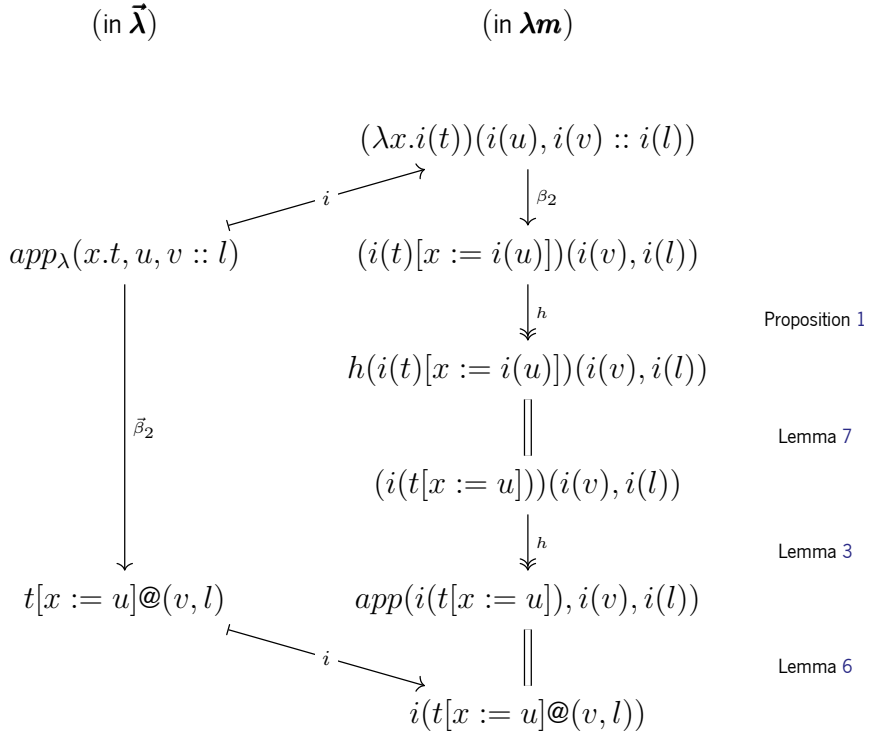 (in λ⃗) (in λm)
(λx.i(t))(i(u), i(v) :: i(l))
i β₂
app_λ(x.t, u, v :: l) (i(t)[x := i(u)])(i(v), i(l))
h Proposition 1
h(i(t)[x := i(u)])(i(v), i(l))
β⃗₂ Lemma 7
(i(t[x := u]))(i(v), i(l))
h Lemma 3
t[x := u]@(v, l) app(i(t[x := u]), i(v), i(l))
i Lemma 6
i(t[x := u]@(v, l))